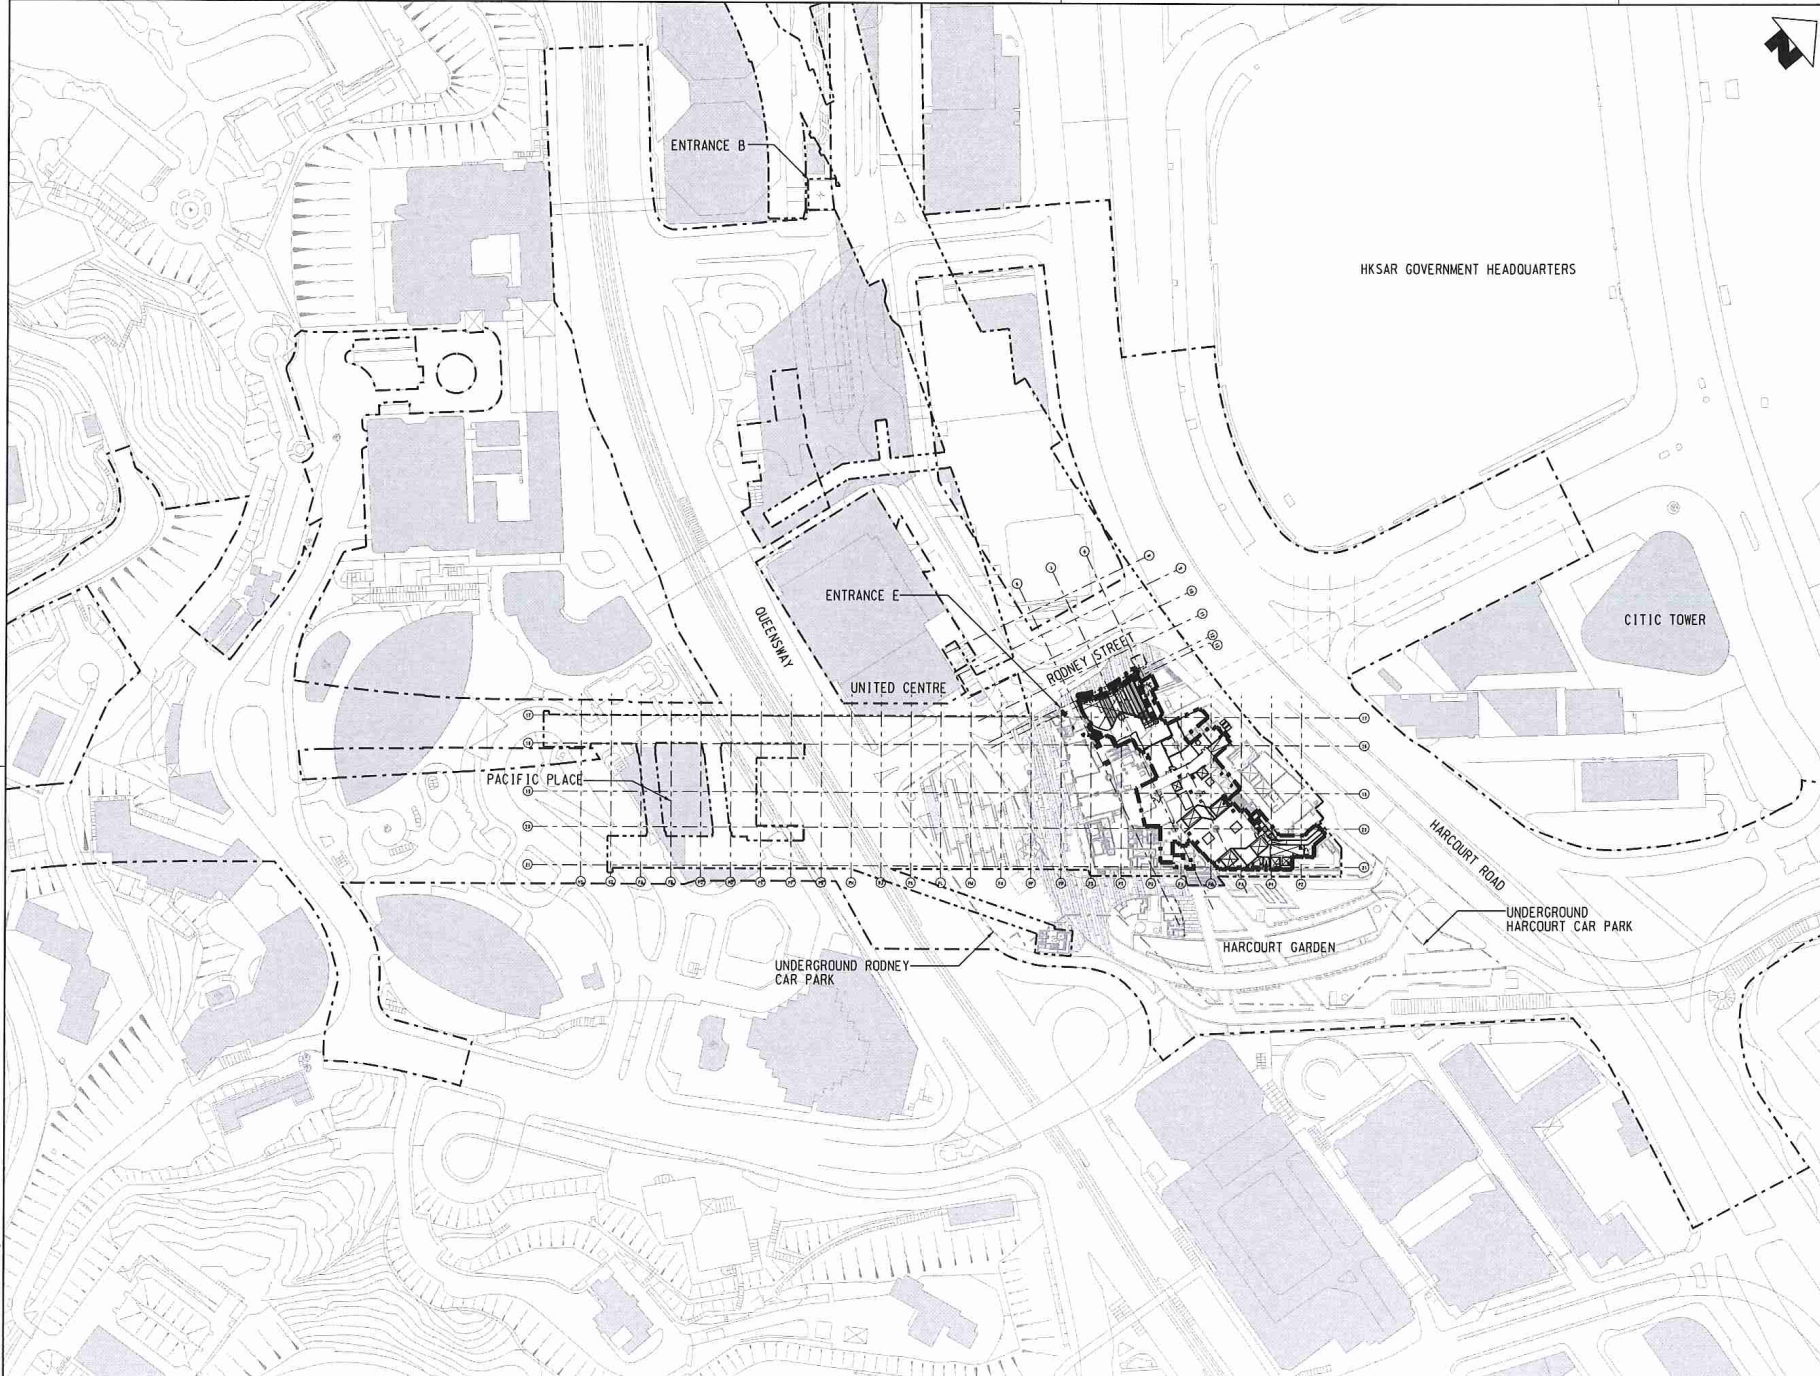 N
ENTRANCE B
HKSAR GOVERNMENT HEADQUARTERS
ENTRANCE E
QUEENSWAY
CITIC TOWER
RODNEY STREET
UNITED CENTRE
PACIFIC PLACE
HARCOURT ROAD
UNDERGROUND
HARCOURT CAR PARK
HARCOURT GARDEN
UNDERGROUND RODNEY
CAR PARK